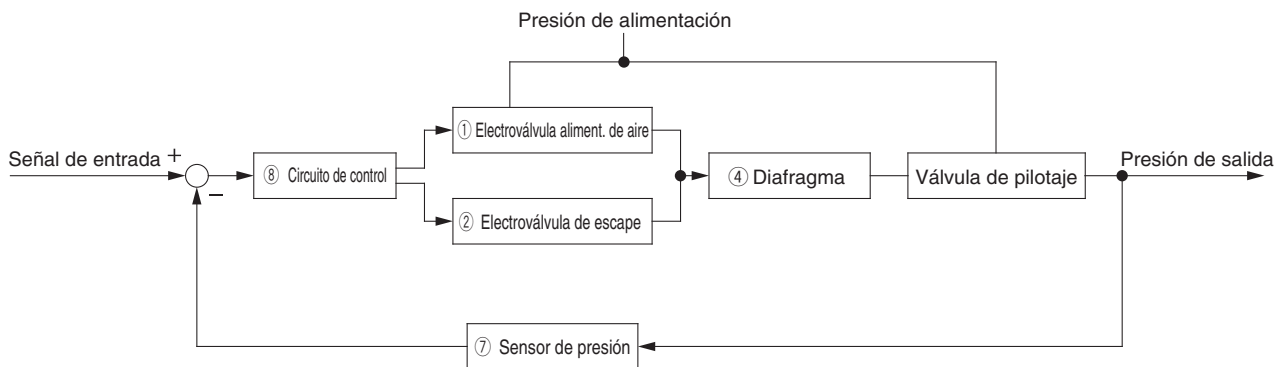 Presión de alimentación
① Electroválvula aliment. de aire
Señal de entrada +
−
⑧ Circuito de control
④ Diafragma
Válvula de pilotaje
Presión de salida
② Electroválvula de escape
⑦ Sensor de presión